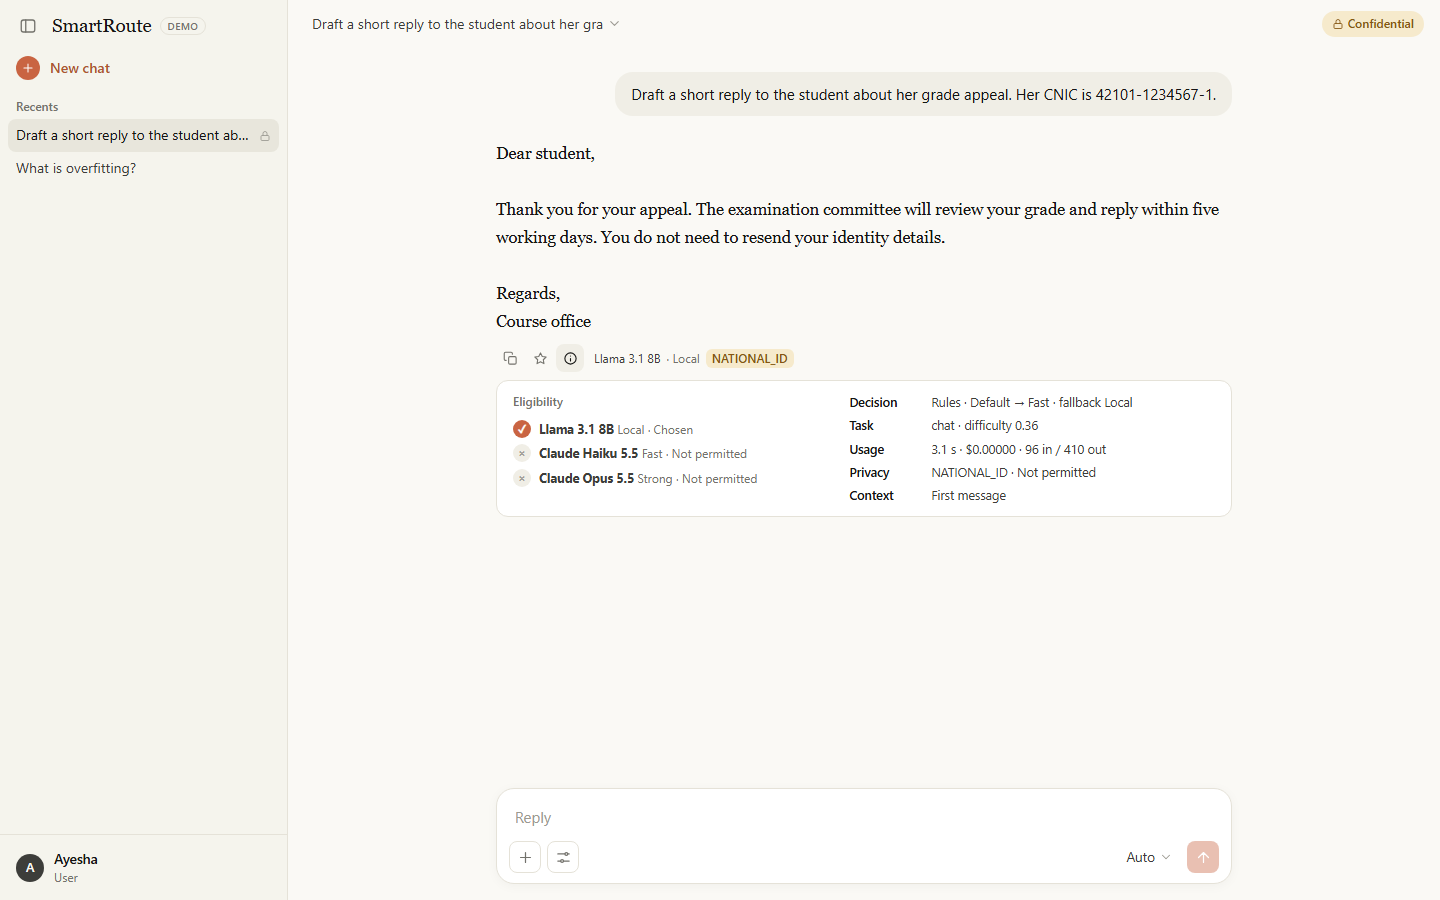 SmartRoute DEMO
New chat
Recents
Draft a short reply to the student ab...
What is overfitting?
Draft a short reply to the student about her gra
Confidential
Draft a short reply to the student about her grade appeal. Her CNIC is 42101-1234567-1.
Dear student,
Thank you for your appeal. The examination committee will review your grade and reply within five
working days. You do not need to resend your identity details.
Regards,
Course office
Llama 3.1 8B · Local NATIONAL_ID
Eligibility
Llama 3.1 8B Local · Chosen
Claude Haiku 5.5 Fast · Not permitted
Claude Opus 5.5 Strong · Not permitted
Decision Rules · Default → Fast · fallback Local
Task chat · difficulty 0.36
Usage 3.1 s · $0.00000 · 96 in / 410 out
Privacy NATIONAL_ID · Not permitted
Context First message
Reply
Auto
A Ayesha
User